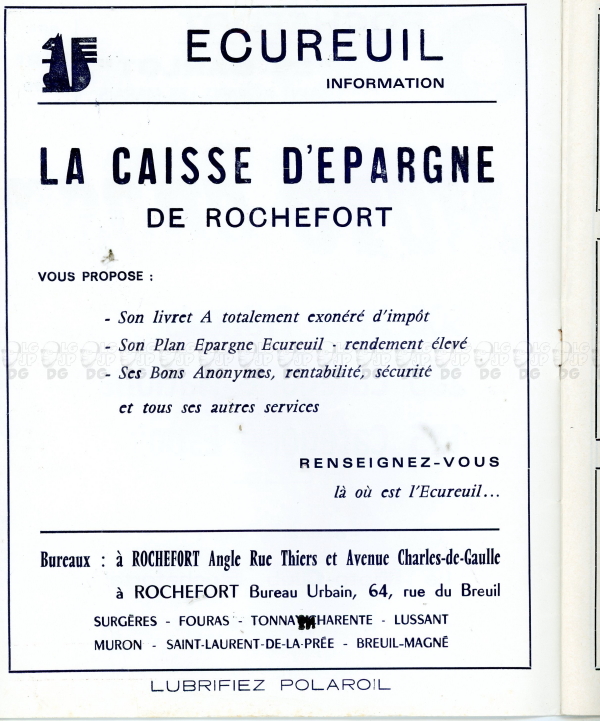 ECUREUIL
INFORMATION
LA CAISSE D'EPARGNE
DE ROCHEFORT
VOUS PROPOSE :
- Son livret A totalement exonéré d'impôt
- Son Plan Epargne Ecureuil - rendement élevé
- Ses Bons Anonymes, rentabilité, sécurité
et tous ses autres services
RENSEIGNEZ-VOUS
là où est l'Ecureuil...
Bureaux : à ROCHEFORT Angle Rue Thiers et Avenue Charles-de-Gaulle
à ROCHEFORT Bureau Urbain, 64, rue du Breuil
SURGÈRES - FOURAS - TONNAY-CHARENTE - LUSSANT
MURON - SAINT-LAURENT-DE-LA-PRÉE - BREUIL-MAGNÉ
LUBRIFIEZ POLAROIL